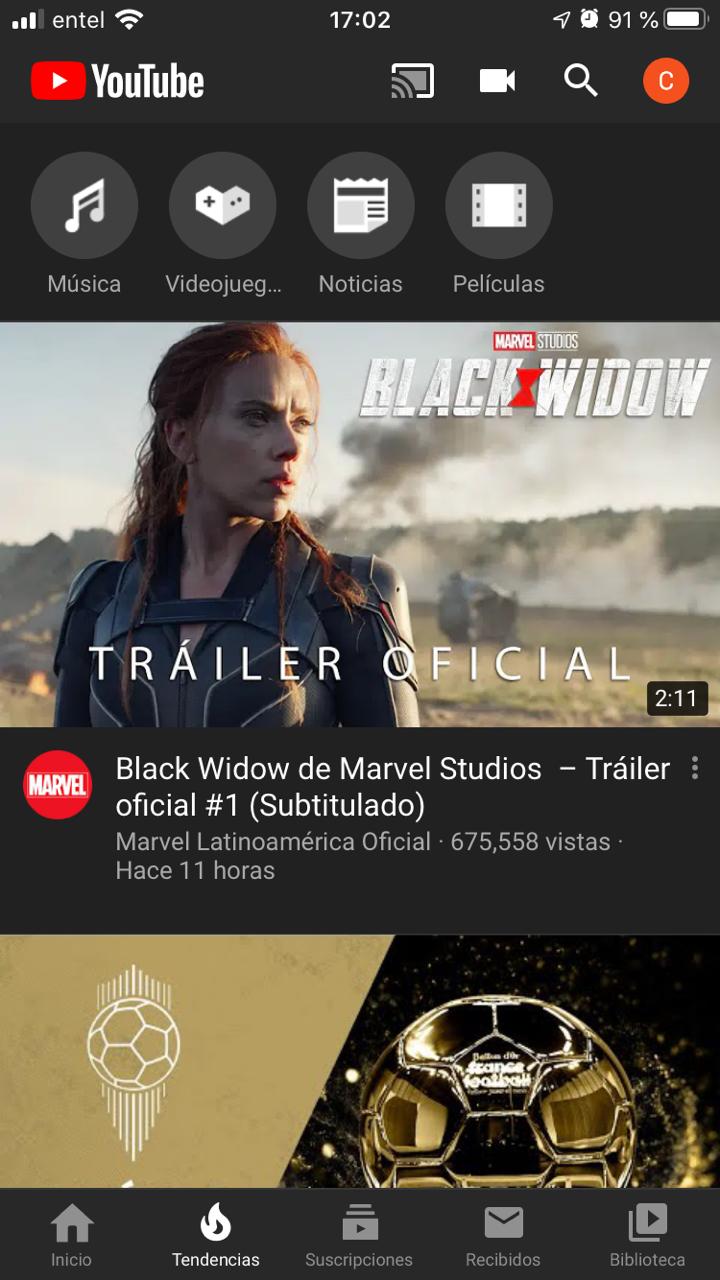 entel 17:02 91 %
YouTube C
Música Videojueg... Noticias Películas
MARVEL STUDIOS
BLACK WIDOW
TRÁILER OFICIAL
2:11
MARVEL
Black Widow de Marvel Studios – Tráiler
oficial #1 (Subtitulado)
Marvel Latinoamérica Oficial · 675,558 vistas ·
Hace 11 horas
Ballon d'Or
france
football
Inicio Tendencias Suscripciones Recibidos Biblioteca